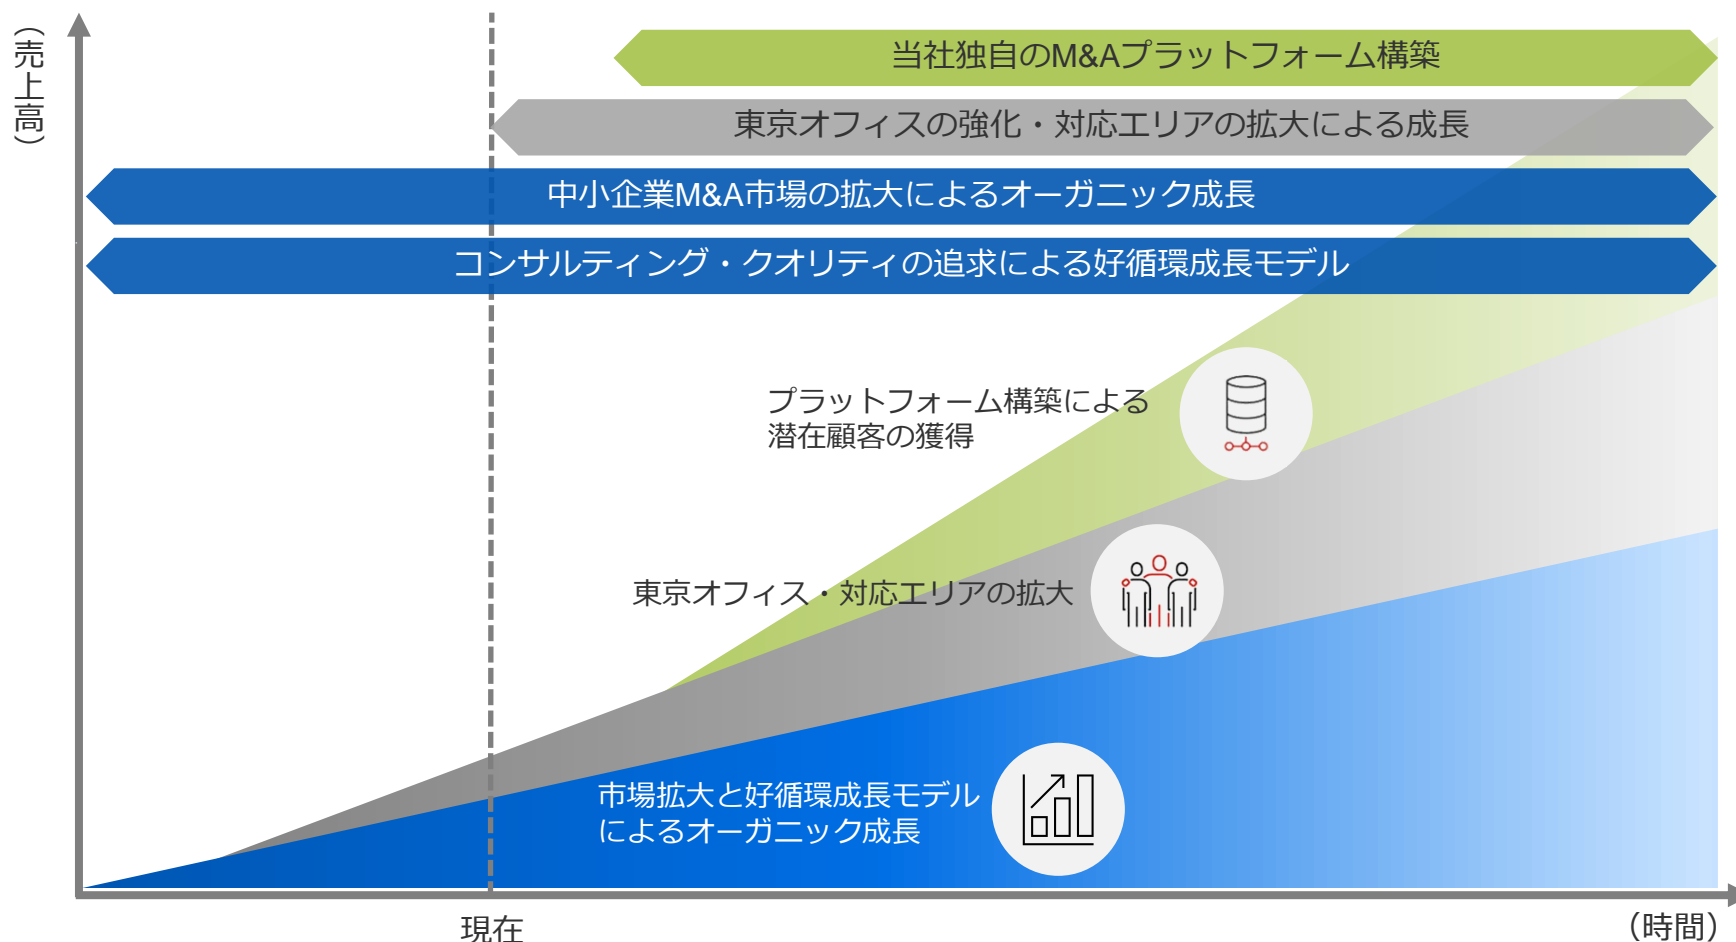 （売上高）
当社独自のM&Aプラットフォーム構築
東京オフィスの強化・対応エリアの拡大による成長
中小企業M&A市場の拡大によるオーガニック成長
コンサルティング・クオリティの追求による好循環成長モデル
プラットフォーム構築による
潜在顧客の獲得
東京オフィス・対応エリアの拡大
市場拡大と好循環成長モデル
によるオーガニック成長
現在
（時間）